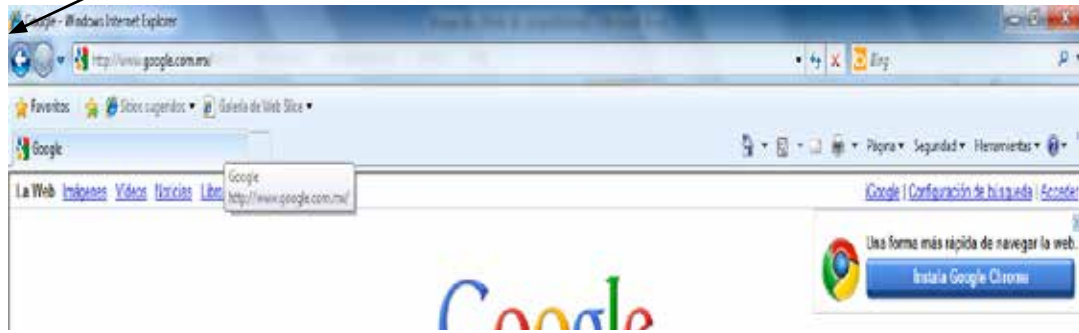 Google - Windows Internet Explorer
http://www.google.com.mx/
Bing
Favoritos Sitios sugeridos Galería de Web Slice
Google
Página Seguridad Herramientas
Google
http://www.google.com.mx/
La Web Imágenes Vídeos Noticias
iGoogle | Configuración de búsqueda | Acceder
Una forma más rápida de navegar la web.
Instala Google Chrome
Google